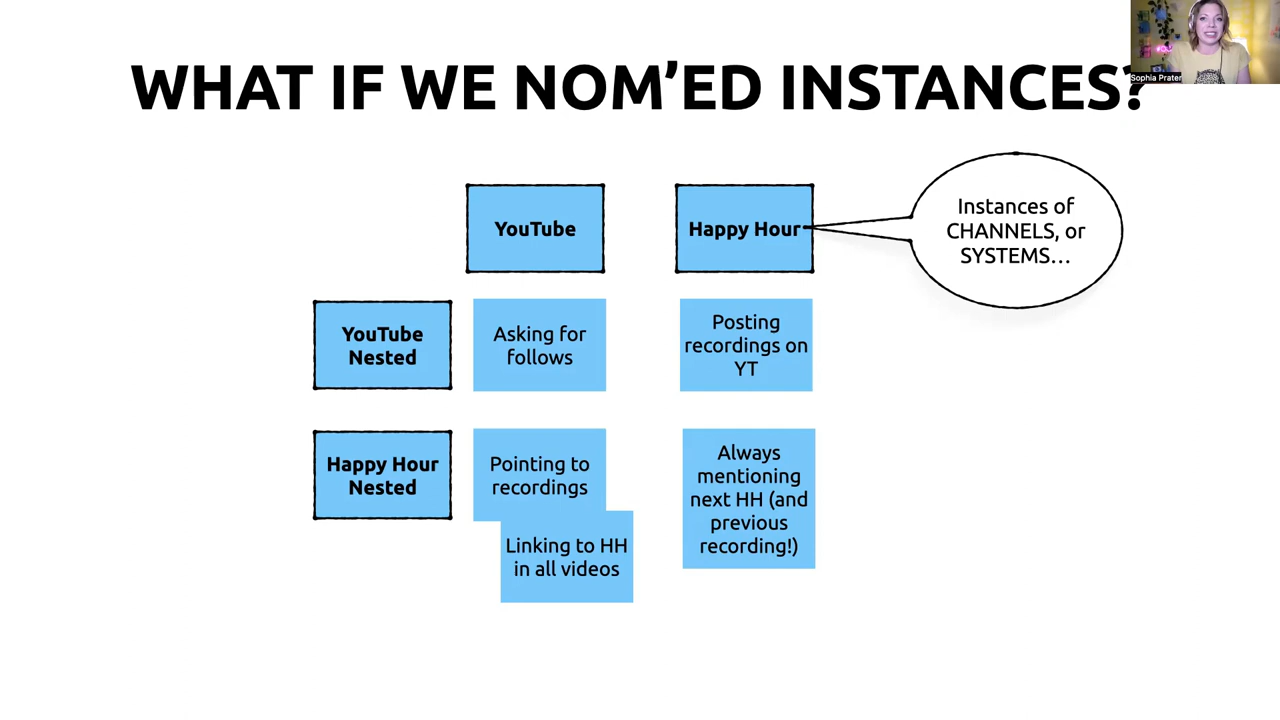 WHAT IF WE NOM’ED INSTANCES?
Sophia Prater
YouTube
Happy Hour
Instances of
CHANNELS, or
SYSTEMS...
YouTube
Nested
Asking for
follows
Posting
recordings on
YT
Happy Hour
Nested
Pointing to
recordings
Linking to HH
in all videos
Always
mentioning
next HH (and
previous
recording!)